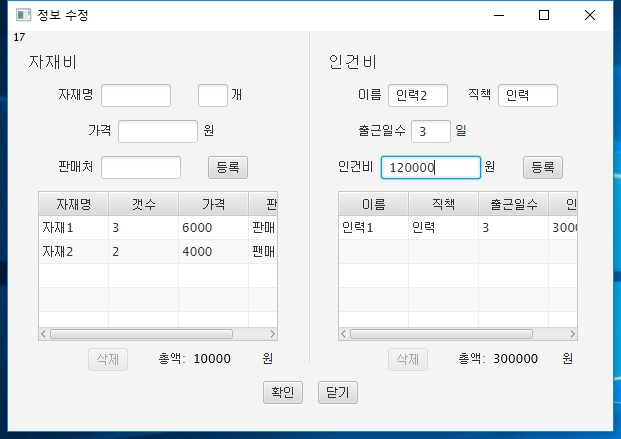 정보 수정
17
자재비
자재명 개
가격 원
판매처 등록
자재명 갯수 가격 판
자재1 3 6000 판매
자재2 2 4000 팬매
삭제 총액: 10000 원
인건비
이름 인력2 직책 인력
출근일수 3 일
인건비 120000 원 등록
이름 직책 출근일수 인
인력1 인력 3 3000
삭제 총액: 300000 원
확인 닫기